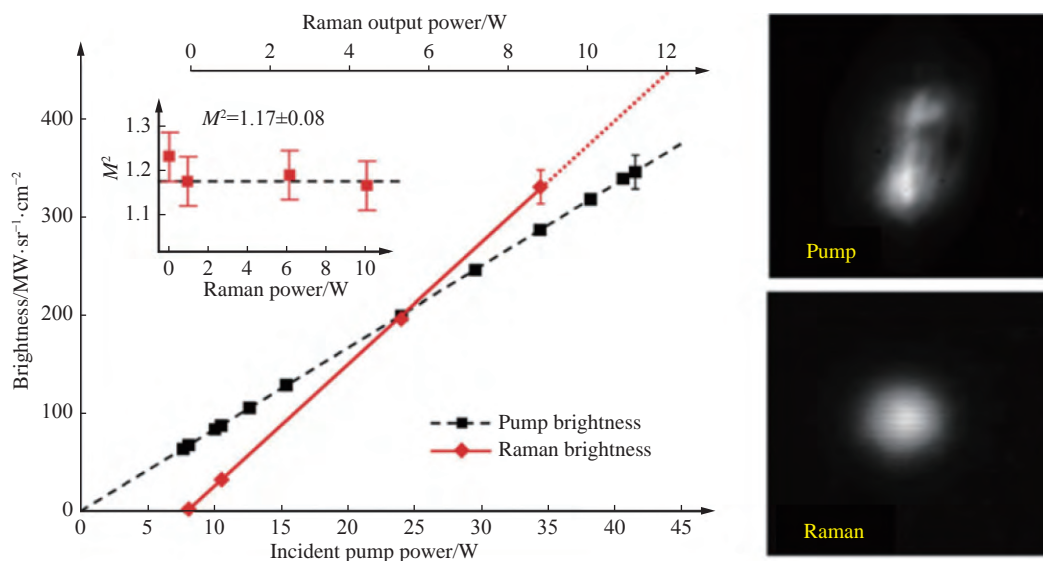 Raman output power/W
0 2 4 6 8 10 12
Brightness/MW·sr⁻¹·cm⁻²
400
300
200
100
0
M²=1.17±0.08
M²
1.3
1.2
1.1
0 2 4 6 8 10
Raman power/W
Pump brightness
Raman brightness
0 5 10 15 20 25 30 35 40 45
Incident pump power/W
Pump
Raman